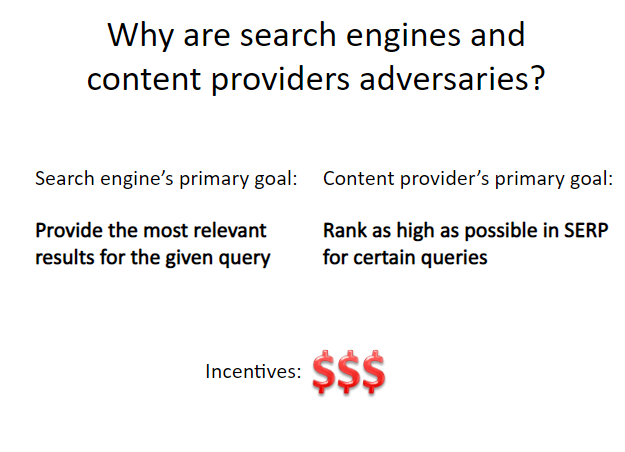 Why are search engines and
content providers adversaries?
Search engine's primary goal:
Provide the most relevant
results for the given query
Content provider's primary goal:
Rank as high as possible in SERP
for certain queries
Incentives: $$$